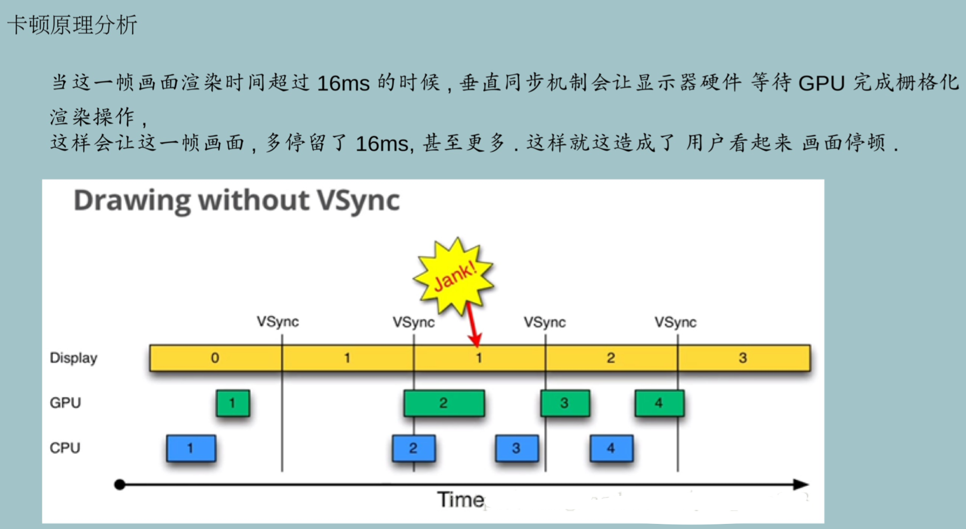 卡顿原理分析
当这一帧画面渲染时间超过 16ms 的时候 , 垂直同步机制会让显示器硬件 等待 GPU 完成栅格化
渲染操作 ,
这样会让这一帧画面 , 多停留了 16ms, 甚至更多 . 这样就这造成了 用户看起来 画面停顿 .
Drawing without VSync
Jank!
VSync VSync VSync VSync
Display 0 1 1 2 3
GPU 1 2 3 4
CPU 1 2 3 4
Time